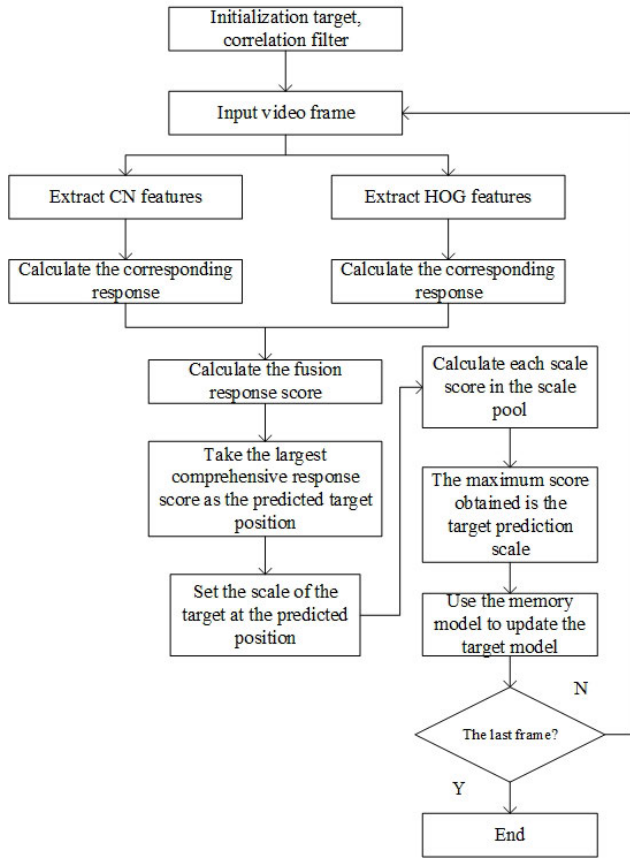 Initialization target,
correlation filter
Input video frame
Extract CN features
Extract HOG features
Calculate the corresponding
response
Calculate the corresponding
response
Calculate the fusion
response score
Take the largest
comprehensive response
score as the predicted target
position
Set the scale of the
target at the predicted
position
Calculate each scale
score in the scale
pool
The maximum score
obtained is the
target prediction
scale
Use the memory
model to update the
target model
The last frame?
N
Y
End